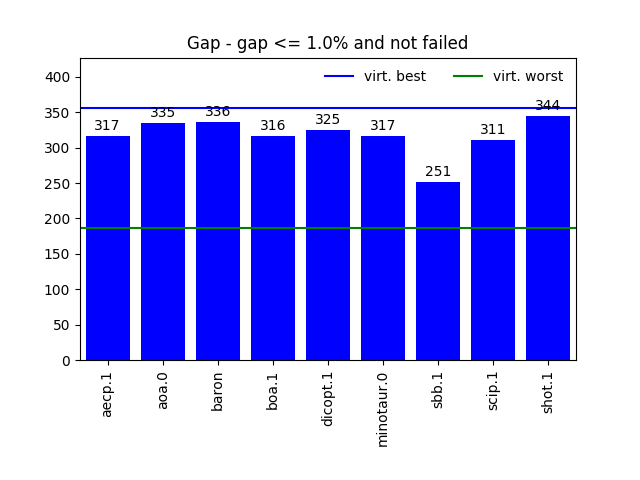 Gap - gap <= 1.0% and not failed
virt. best
virt. worst
400
350
300
250
200
150
100
50
0
317
335
336
316
325
317
251
311
344
aecp.1
aoa.0
baron
boa.1
dicopt.1
minotaur.0
sbb.1
scip.1
shot.1